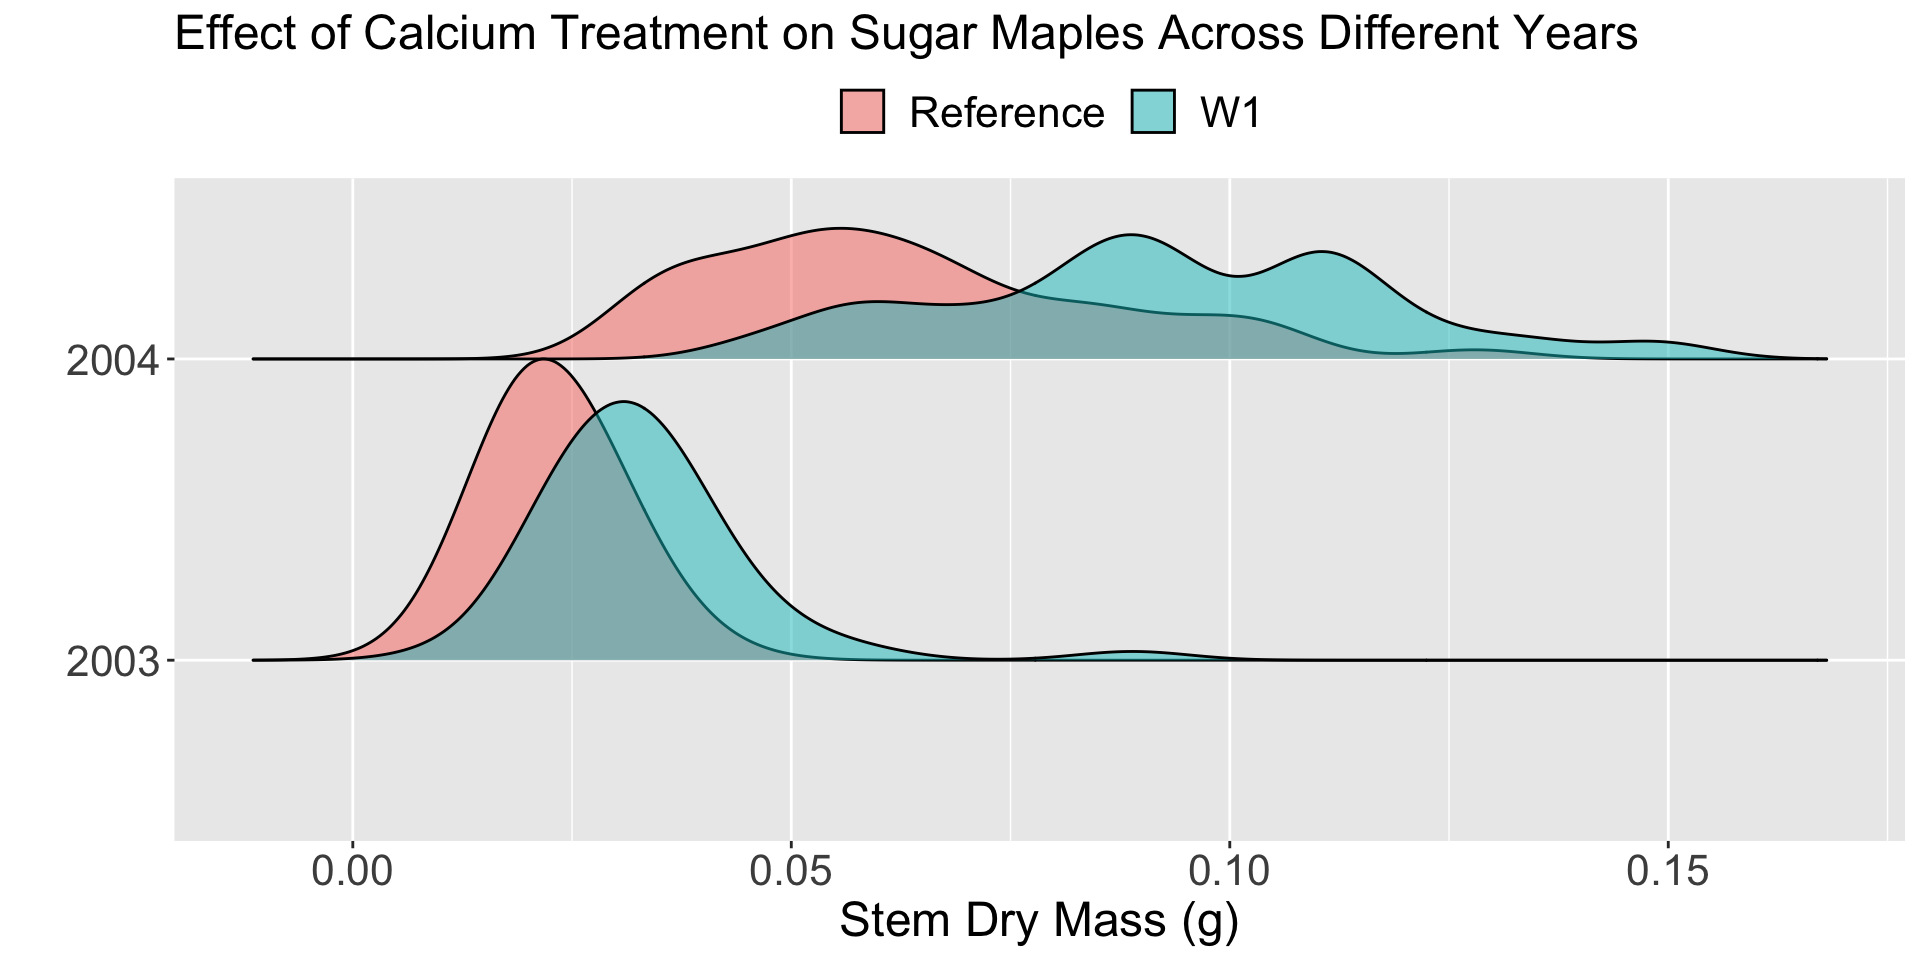 Effect of Calcium Treatment on Sugar Maples Across Different Years
Reference W1
2004
2003
0.00 0.05 0.10 0.15
Stem Dry Mass (g)